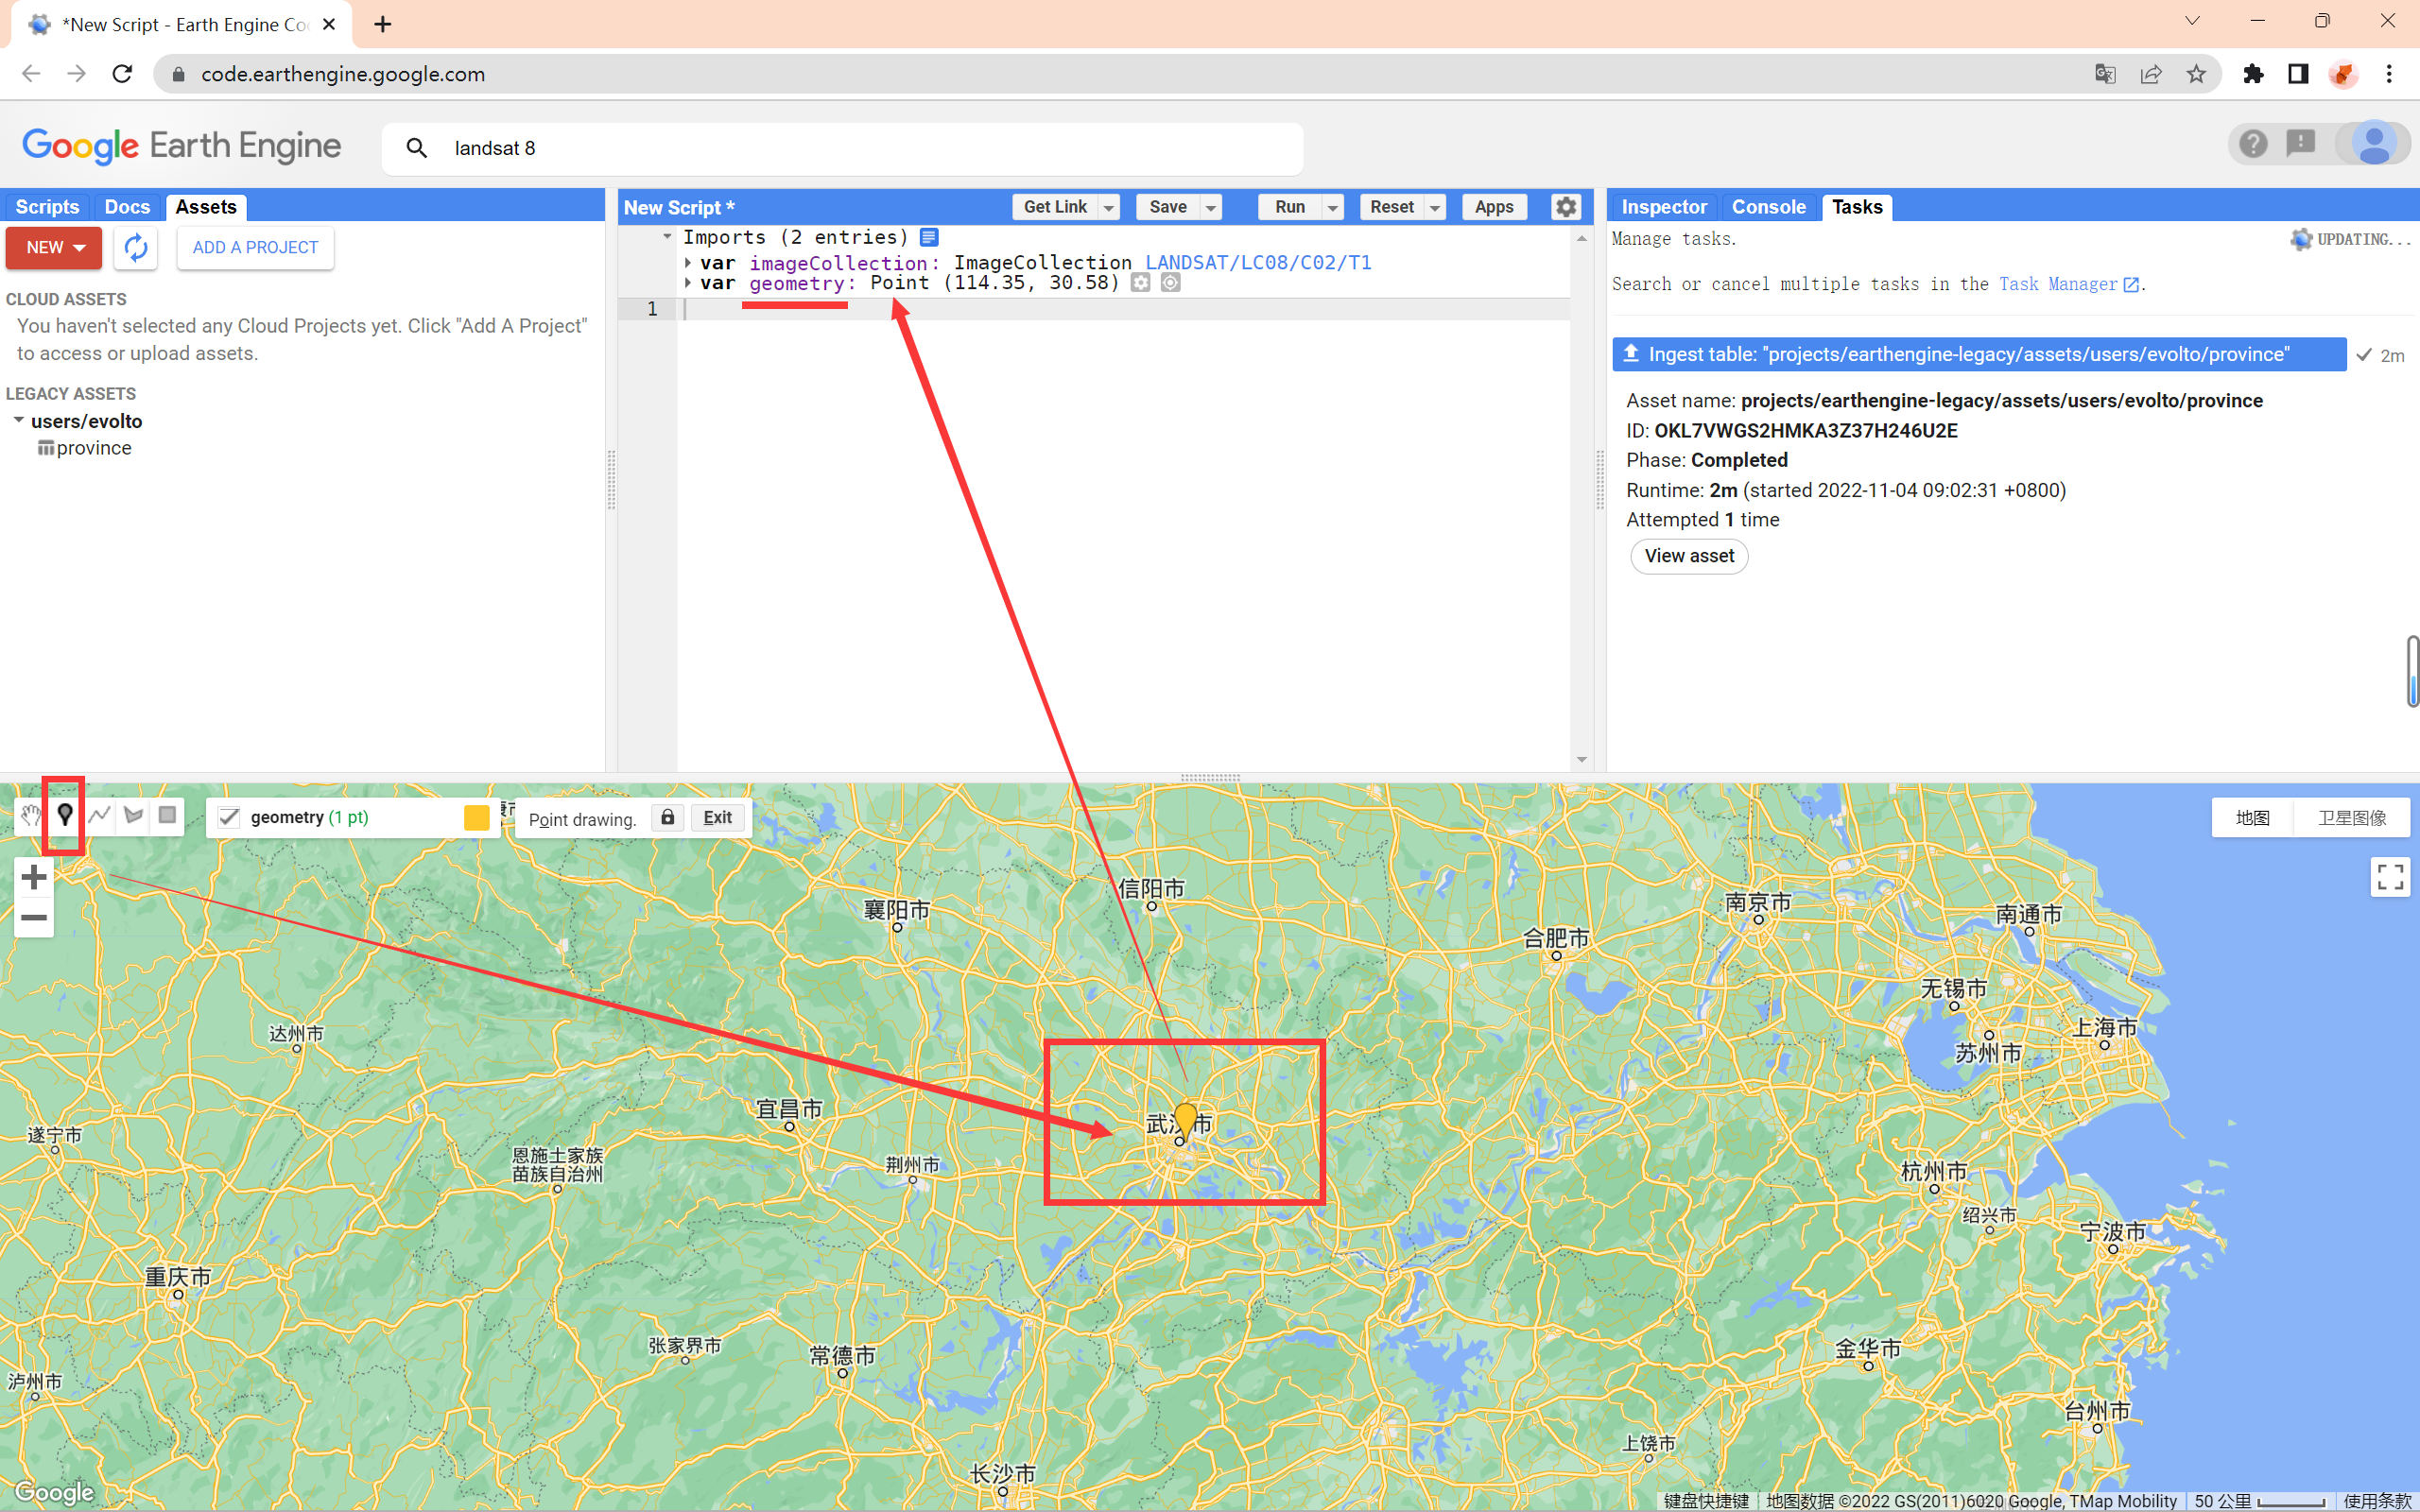 *New Script - Earth Engine Co
code.earthengine.google.com
Google Earth Engine
landsat 8
Scripts Docs Assets
NEW
ADD A PROJECT
CLOUD ASSETS
You haven't selected any Cloud Projects yet. Click "Add A Project"
to access or upload assets.
LEGACY ASSETS
users/evolto
province
New Script *
Get Link
Save
Run
Reset
Apps
Imports (2 entries)
var imageCollection: ImageCollection LANDSAT/LC08/C02/T1
var geometry: Point (114.35, 30.58)
1
Inspector Console Tasks
Manage tasks.
UPDATING...
Search or cancel multiple tasks in the Task Manager.
Ingest table: "projects/earthengine-legacy/assets/users/evolto/province"
2m
Asset name: projects/earthengine-legacy/assets/users/evolto/province
ID: OKL7VWGS2HMKA3Z37H246U2E
Phase: Completed
Runtime: 2m (started 2022-11-04 09:02:31 +0800)
Attempted 1 time
View asset
geometry (1 pt)
Point drawing.
Exit
地图
卫星图像
信阳市
襄阳市
南京市
南通市
合肥市
无锡市
上海市
苏州市
达州市
宜昌市
武汉市
遂宁市
恩施土家族
苗族自治州
荆州市
杭州市
绍兴市
宁波市
重庆市
张家界市
常德市
金华市
泸州市
台州市
上饶市
长沙市
Google
键盘快捷键
地图数据 ©2022 GS(2011)6020 Google, TMap Mobility
50 公里
使用条款